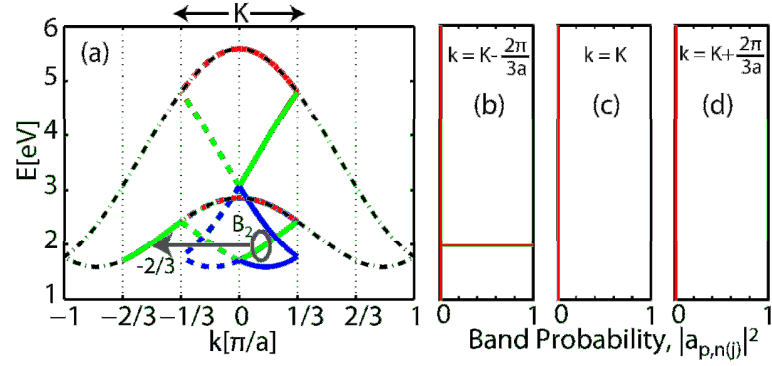 K
6
5
4
3
2
1
E[eV]
(a)
B₂
-2/3
−1 −2/3 −1/3 0 1/3 2/3 1
k[π/a]
k = K- 2π/3a
(b)
k = K
(c)
k = K+ 2π/3a
(d)
0 1 0 1 0 1
Band Probability, |a_{p,n(j)}|²